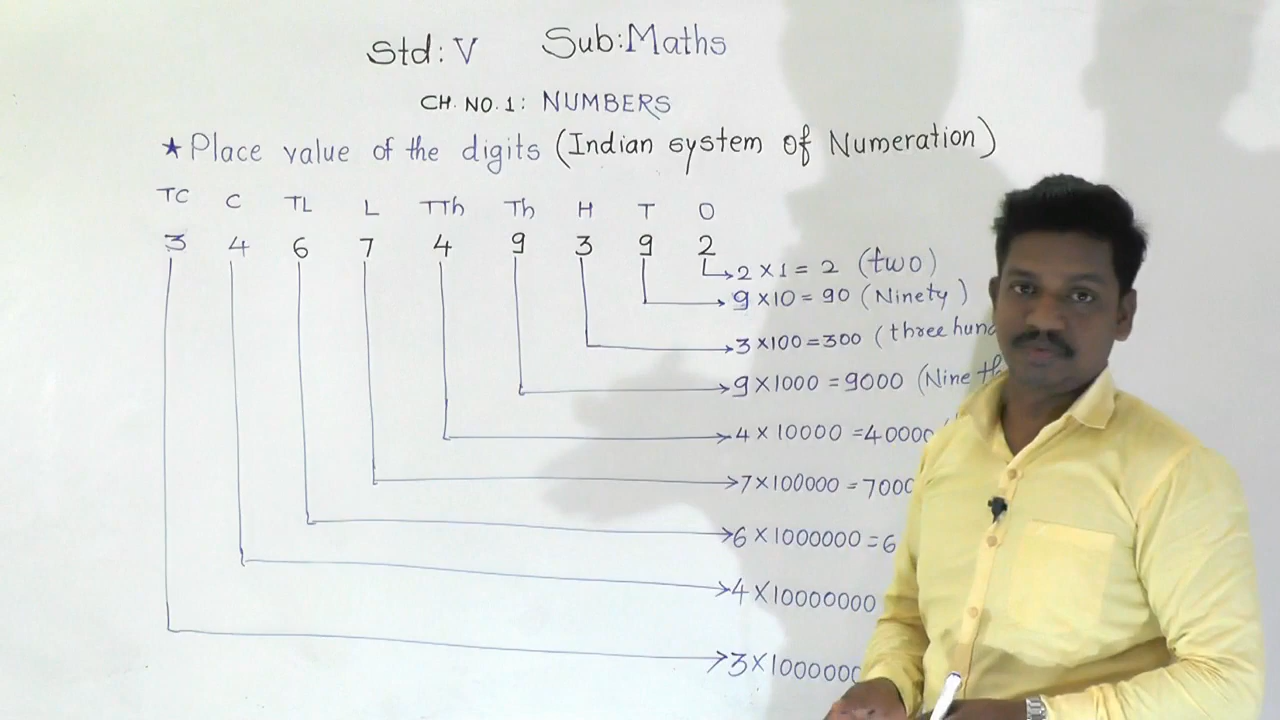 Std: V Sub: Maths
CH. NO. 1: NUMBERS
★ Place value of the digits (Indian system of Numeration)
TC C TL L TTh Th H T O
3 4 6 7 4 9 3 9 2
2 × 1 = 2 (two)
9 × 10 = 90 (Ninety)
3 × 100 = 300 (three hund
9 × 1000 = 9000 (Nine th
4 × 10000 = 40000
7 × 100000 = 7000
6 × 1000000 = 6
4 × 10000000
3 × 1000000